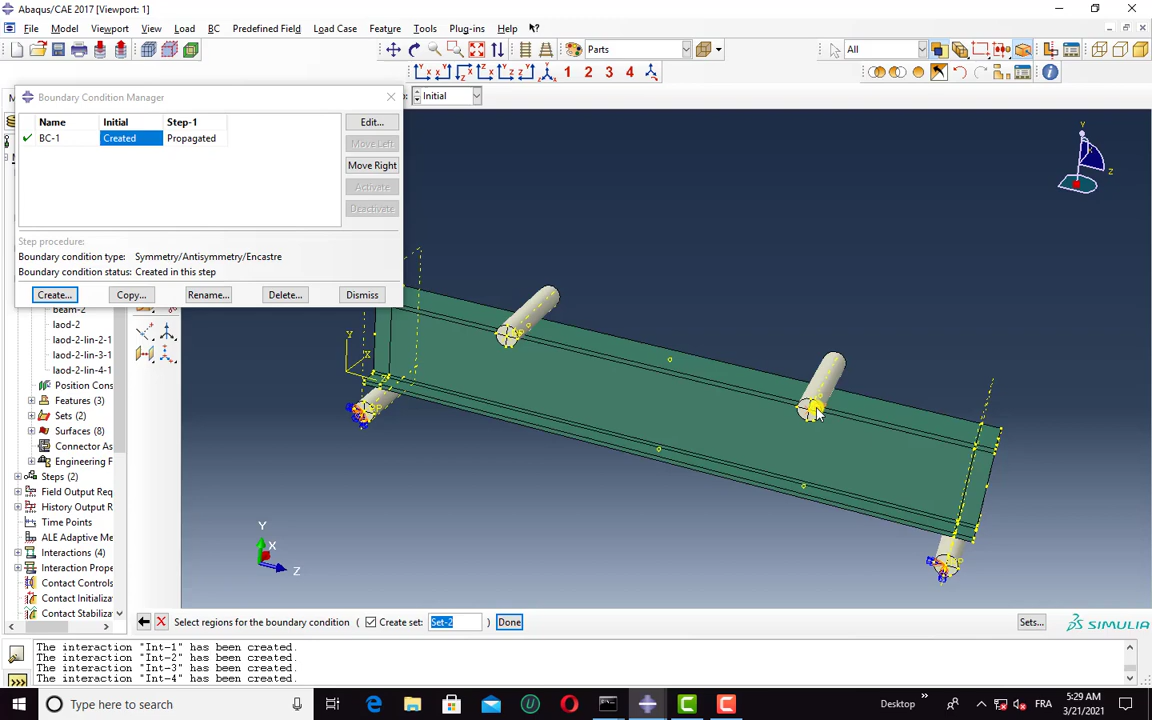 Abaqus/CAE 2017 [Viewport: 1]
File Model Viewport View Load BC Predefined Field Load Case Feature Tools Plug-ins Help
Parts
All
1 2 3 4
Boundary Condition Manager
Initial
Name Initial Step-1
BC-1 Created Propagated
Edit...
Move Left
Move Right
Activate
Deactivate
Step procedure:
Boundary condition type: Symmetry/Antisymmetry/Encastre
Boundary condition status: Created in this step
Create... Copy... Rename... Delete... Dismiss
beam-2
laod-2
laod-2-lin-2-1
laod-2-lin-3-1
laod-2-lin-4-1
Position Cons
Features (3)
Sets (2)
Surfaces (8)
Connector As
Engineering F
Steps (2)
Field Output Req
History Output R
Time Points
ALE Adaptive Me
Interactions (4)
Interaction Prope
Contact Controls
Contact Initializa
Contact Stabiliza
Y
Z
Y
X
Z
Y
X
Z
Select regions for the boundary condition ( Create set: Set-2 ) Done
Sets...
SIMULIA
The interaction "Int-1" has been created.
The interaction "Int-2" has been created.
The interaction "Int-3" has been created.
The interaction "Int-4" has been created.
Type here to search
Desktop
FRA
5:29 AM
3/21/2021